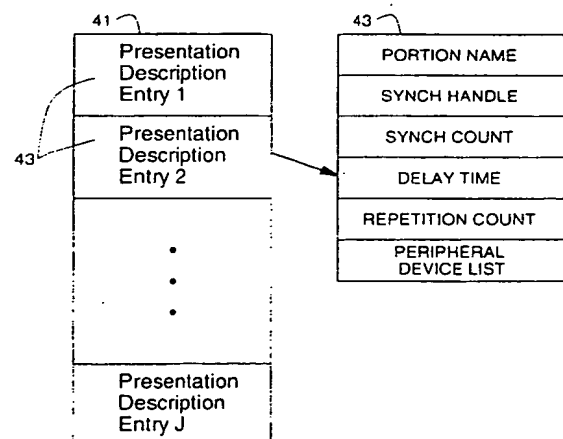 41
Presentation
Description
Entry 1
43
Presentation
Description
Entry 2
Presentation
Description
Entry J
43
PORTION NAME
SYNCH HANDLE
SYNCH COUNT
DELAY TIME
REPETITION COUNT
PERIPHERAL
DEVICE LIST